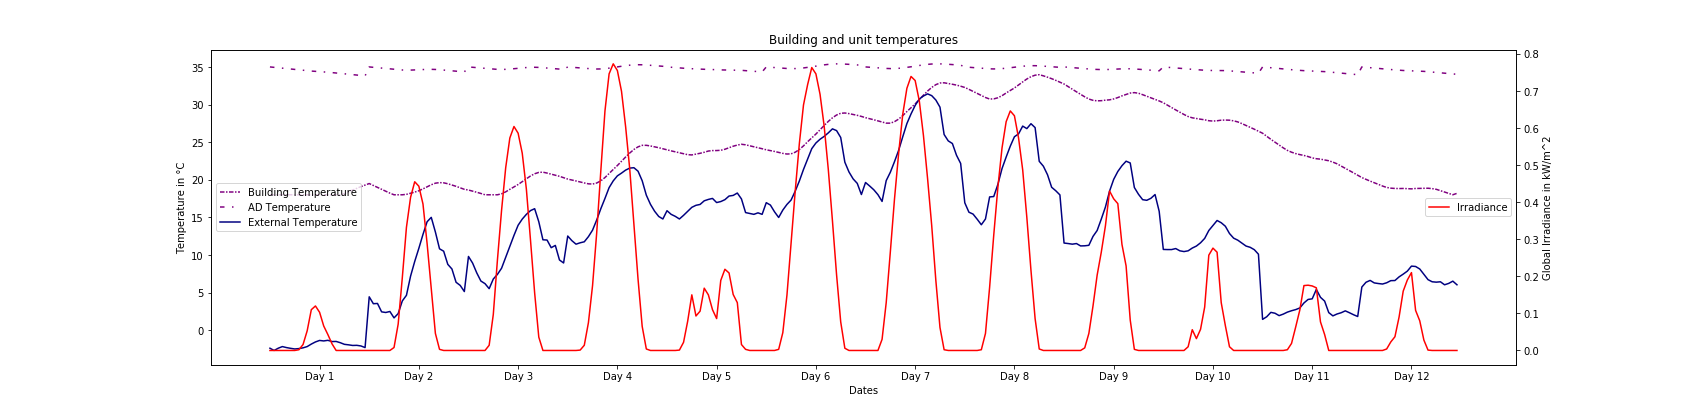 Building and unit temperatures
Temperature in °C
35
30
25
20
15
10
5
0
Building Temperature
AD Temperature
External Temperature
Irradiance
0.8
0.7
0.6
0.5
0.4
0.3
0.2
0.1
0.0
Global Irradiance in kW/m^2
Day 1 Day 2 Day 3 Day 4 Day 5 Day 6 Day 7 Day 8 Day 9 Day 10 Day 11 Day 12
Dates